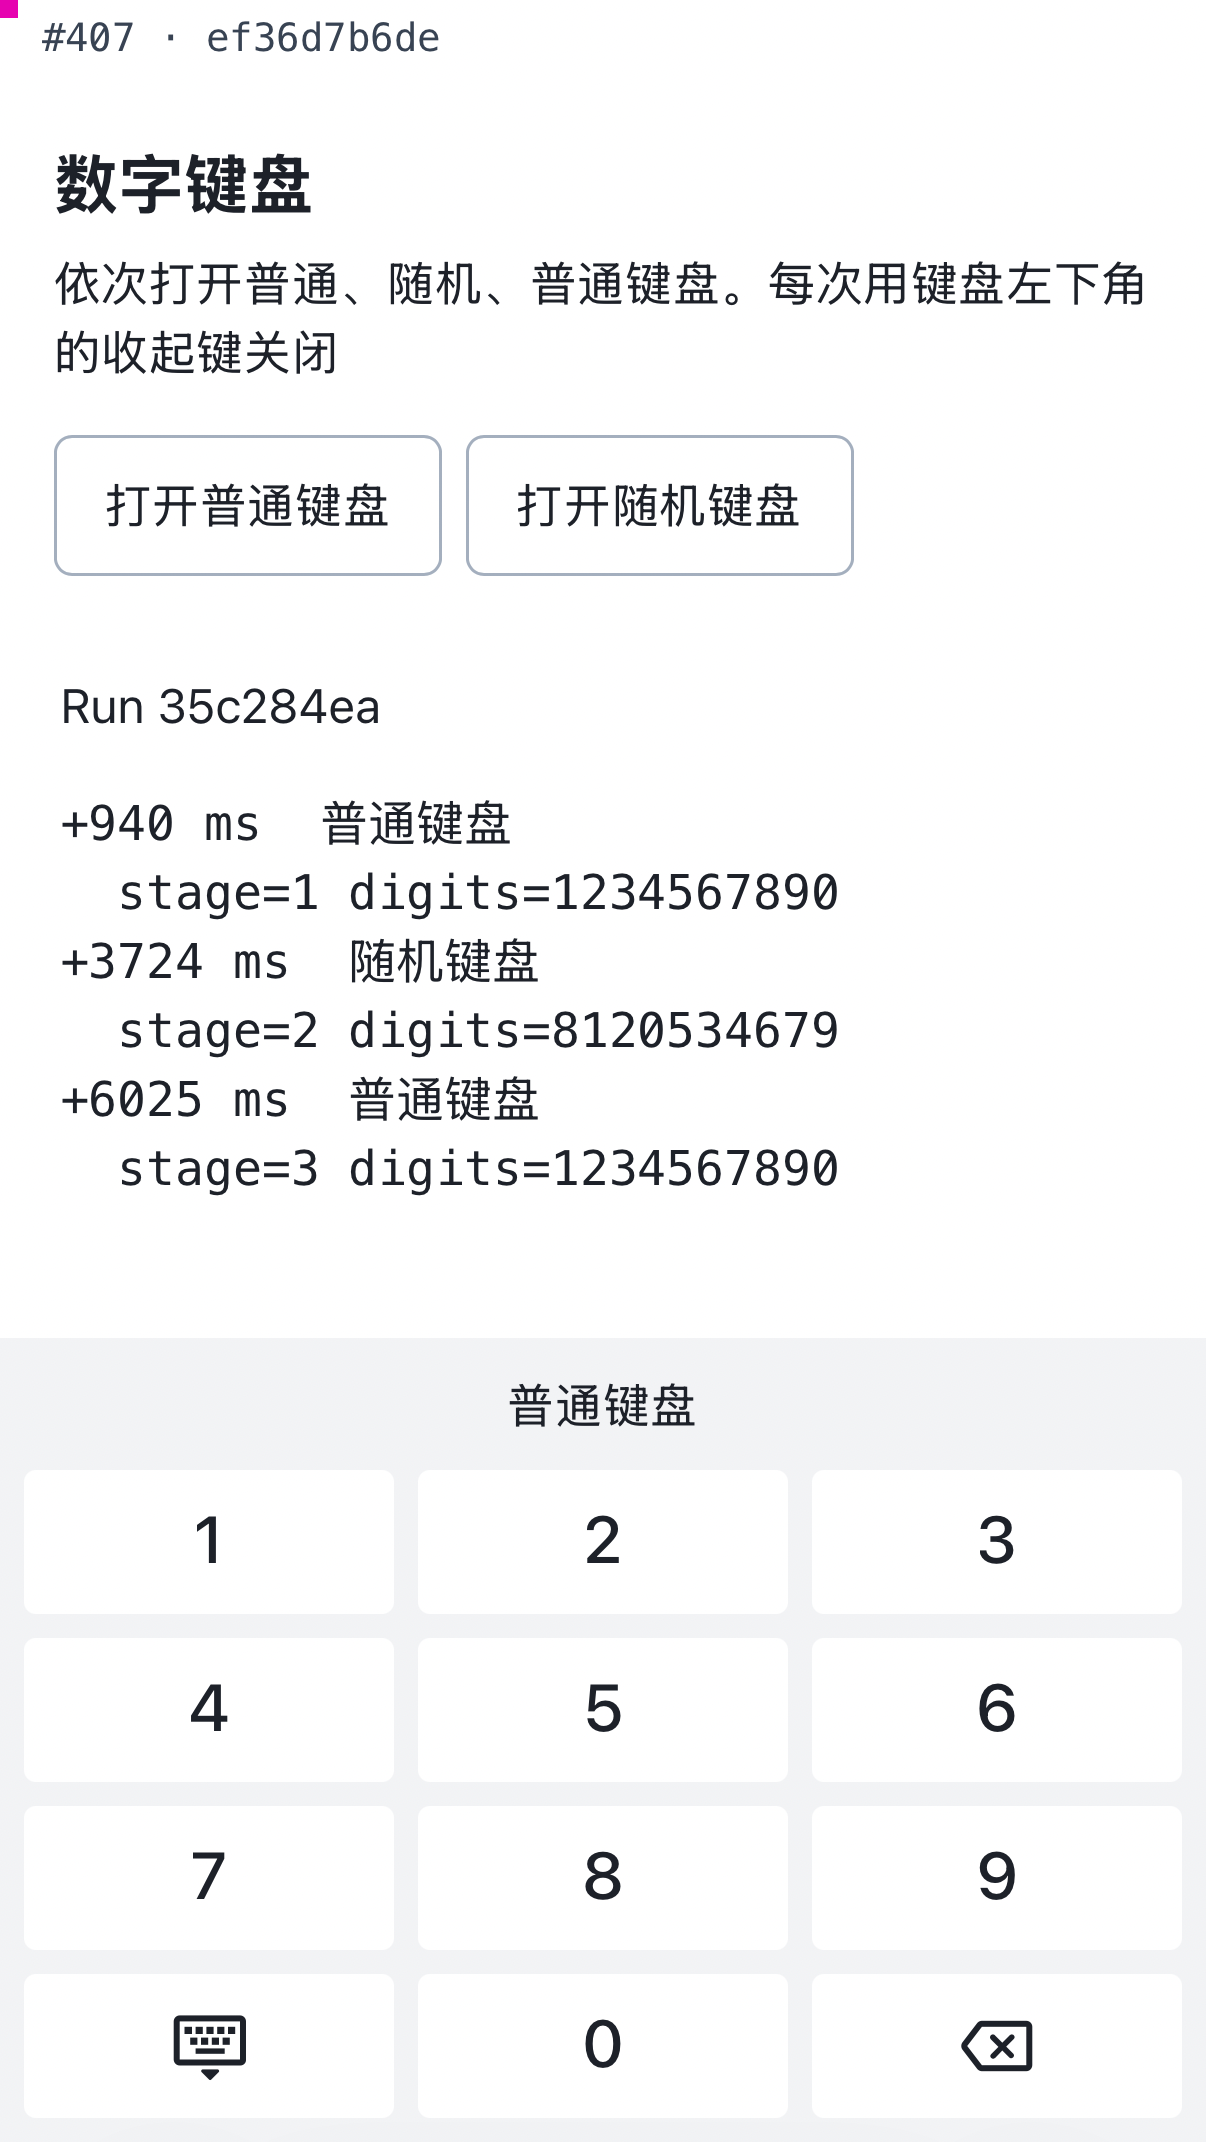 #407 · ef36d7b6de
数字键盘
依次打开普通、随机、普通键盘。每次用键盘左下角
的收起键关闭
打开普通键盘 打开随机键盘
Run 35c284ea
+940 ms  普通键盘
  stage=1 digits=1234567890
+3724 ms  随机键盘
  stage=2 digits=8120534679
+6025 ms  普通键盘
  stage=3 digits=1234567890
普通键盘
1 2 3
4 5 6
7 8 9
0